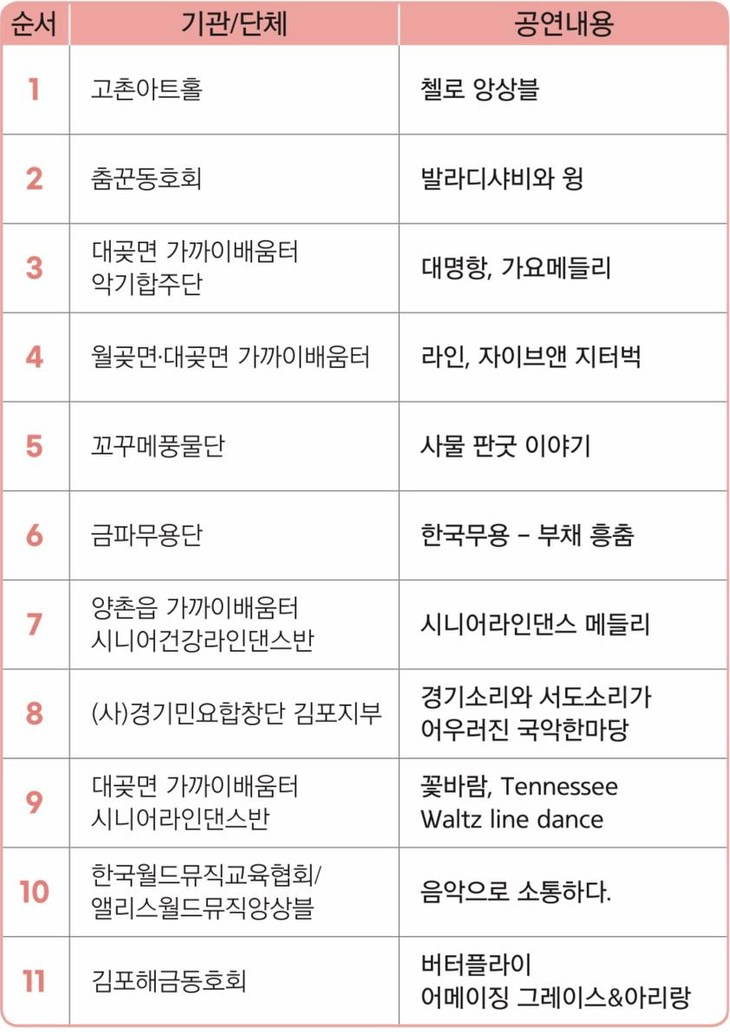 순서 기관/단체 공연내용
1 고촌아트홀 첼로 앙상블
2 춤꾼동호회 발라디샤비와 윙
3 대곶면 가까이배움터
악기합주단 대명항, 가요메들리
4 월곶면·대곶면 가까이배움터 라인, 자이브앤 지터벅
5 꼬꾸메풍물단 사물 판굿 이야기
6 금파무용단 한국무용 – 부채 흥춤
7 양촌읍 가까이배움터
시니어건강라인댄스반 시니어라인댄스 메들리
8 (사)경기민요합창단 김포지부 경기소리와 서도소리가
어우러진 국악한마당
9 대곶면 가까이배움터
시니어라인댄스반 꽃바람, Tennessee
Waltz line dance
10 한국월드뮤직교육협회/
앨리스월드뮤직앙상블 음악으로 소통하다.
11 김포해금동호회 버터플라이
어메이징 그레이스&아리랑